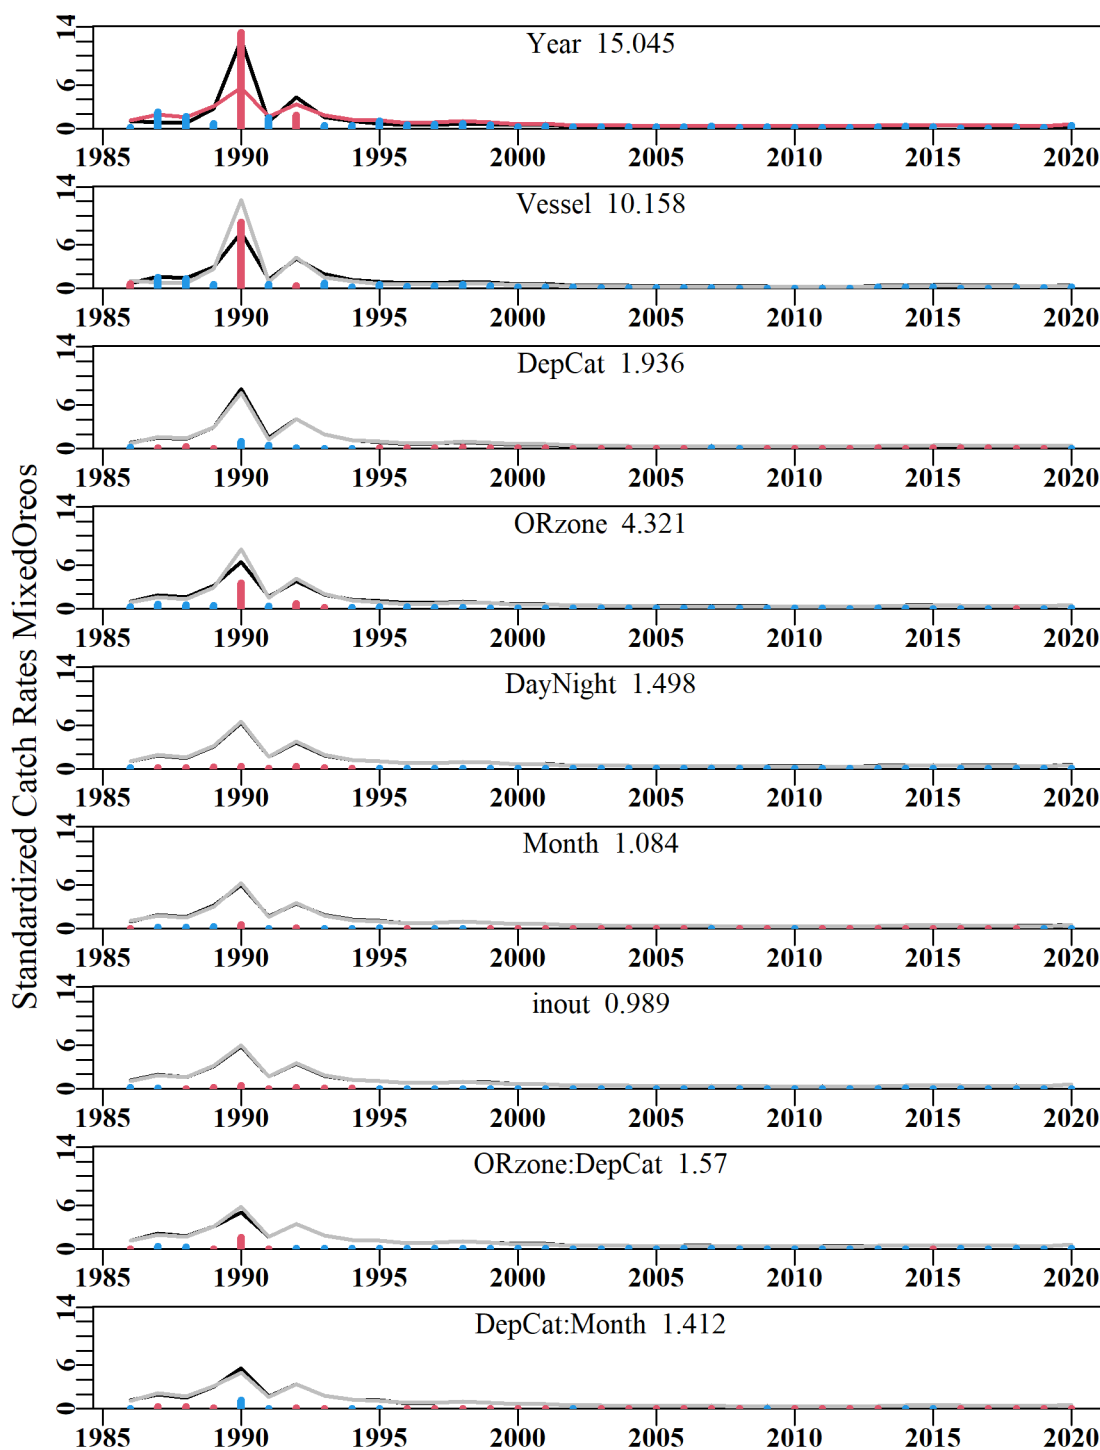 Standardized Catch Rates MixedOreos
Year 15.045
14
6
0
1985 1990 1995 2000 2005 2010 2015 2020
Vessel 10.158
14
6
0
1985 1990 1995 2000 2005 2010 2015 2020
DepCat 1.936
14
6
0
1985 1990 1995 2000 2005 2010 2015 2020
ORzone 4.321
14
6
0
1985 1990 1995 2000 2005 2010 2015 2020
DayNight 1.498
14
6
0
1985 1990 1995 2000 2005 2010 2015 2020
Month 1.084
14
6
0
1985 1990 1995 2000 2005 2010 2015 2020
inout 0.989
14
6
0
1985 1990 1995 2000 2005 2010 2015 2020
ORzone:DepCat 1.57
14
6
0
1985 1990 1995 2000 2005 2010 2015 2020
DepCat:Month 1.412
14
6
0
1985 1990 1995 2000 2005 2010 2015 2020